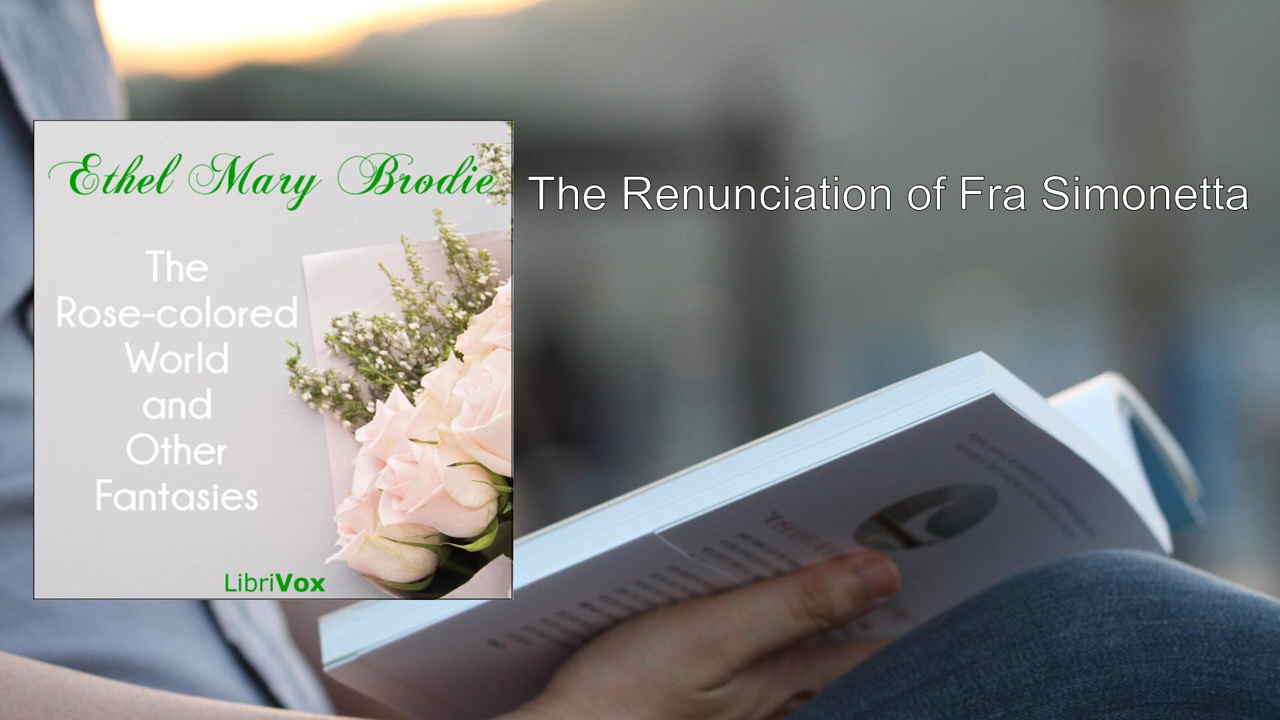 Ethel Mary Brodie
The
Rose-colored
World
and
Other
Fantasies
LibriVox
The Renunciation of Fra Simonetta